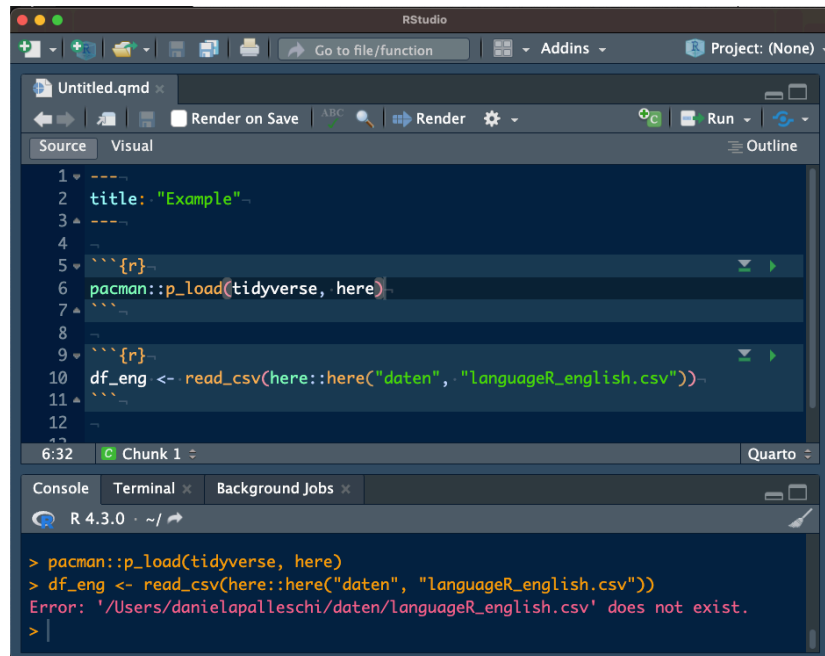 RStudio
Go to file/function Addins Project: (None)
Untitled.qmd
Render on Save ABC Render Run
Source Visual Outline
1 ---
2 title: "Example"
3 ---
4
5 ```{r}
6 pacman::p_load(tidyverse, here)
7 ```
8
9 ```{r}
10 df_eng <- read_csv(here::here("daten", "languageR_english.csv"))
11 ```
12
6:32 C Chunk 1 Quarto
Console Terminal Background Jobs
R R 4.3.0 · ~/
> pacman::p_load(tidyverse, here)
> df_eng <- read_csv(here::here("daten", "languageR_english.csv"))
Error: '/Users/danielapalleschi/daten/languageR_english.csv' does not exist.
>